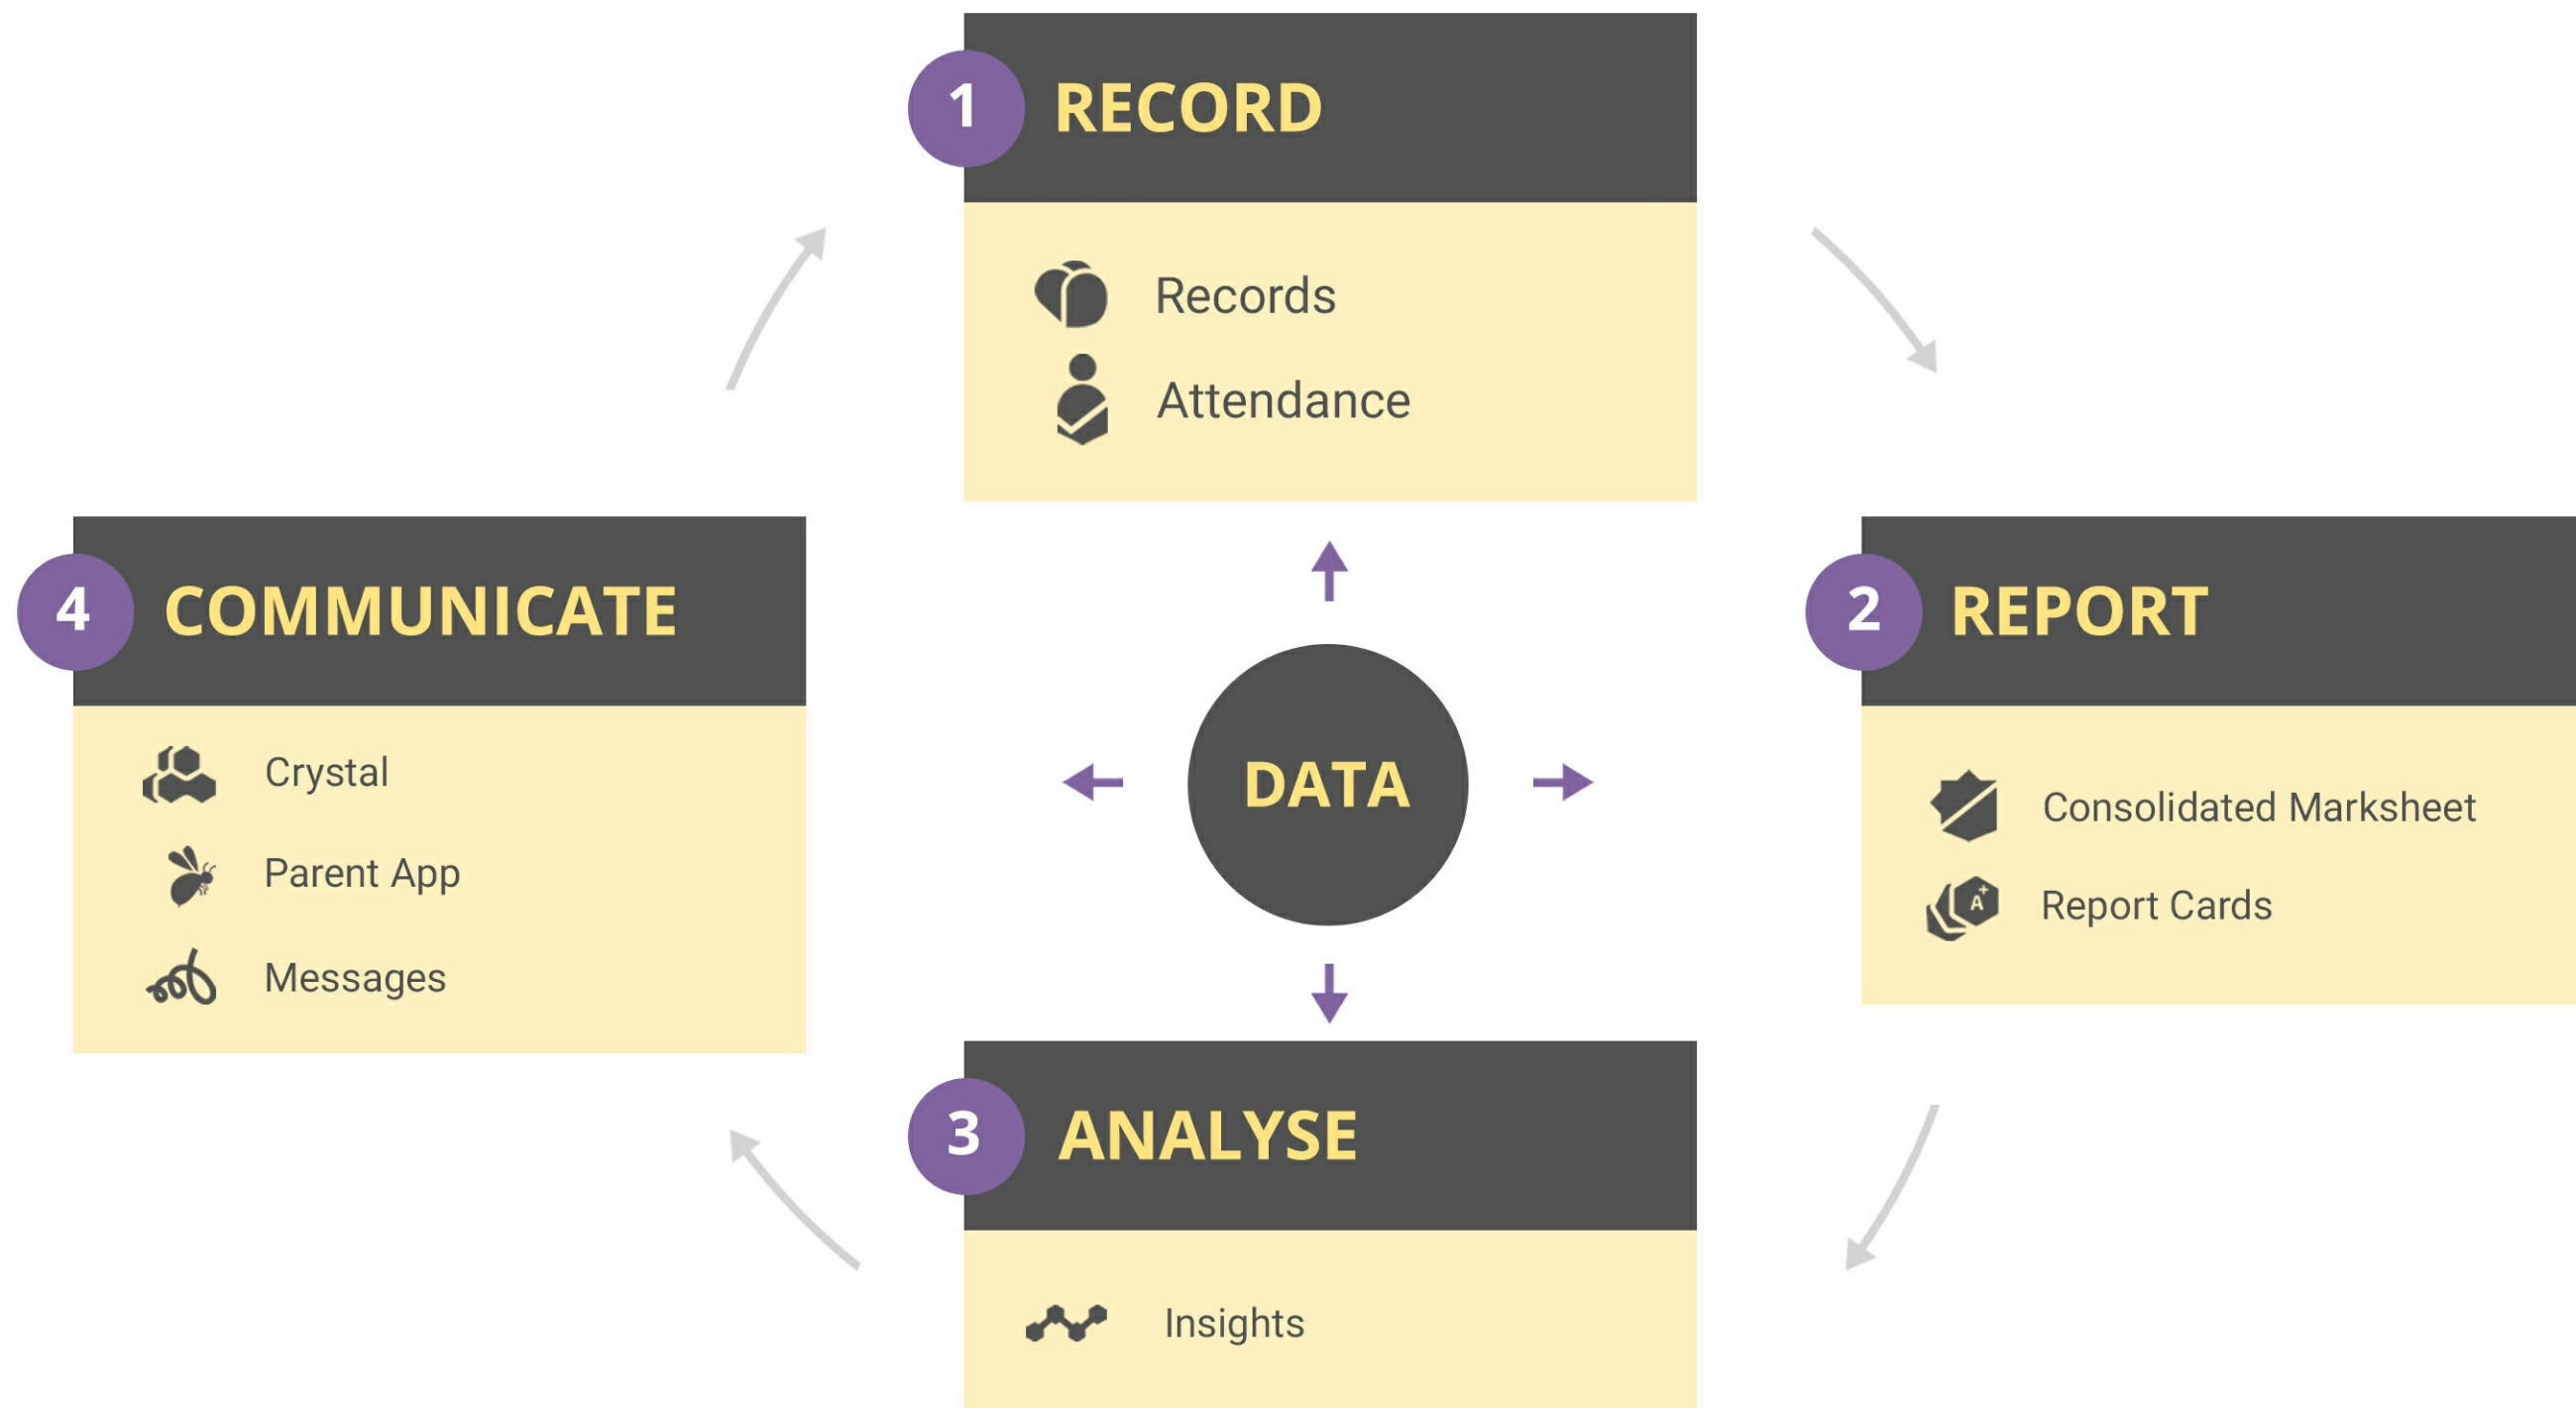 1 RECORD
Records
Attendance
2 REPORT
Consolidated Marksheet
A+ Report Cards
3 ANALYSE
Insights
4 COMMUNICATE
Crystal
Parent App
Messages
DATA